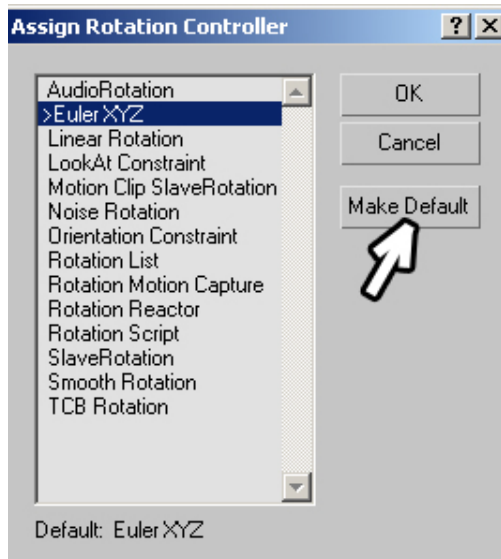 Assign Rotation Controller
AudioRotation
>Euler XYZ
Linear Rotation
LookAt Constraint
Motion Clip SlaveRotation
Noise Rotation
Orientation Constraint
Rotation List
Rotation Motion Capture
Rotation Reactor
Rotation Script
SlaveRotation
Smooth Rotation
TCB Rotation
Default: Euler XYZ
OK
Cancel
Make Default